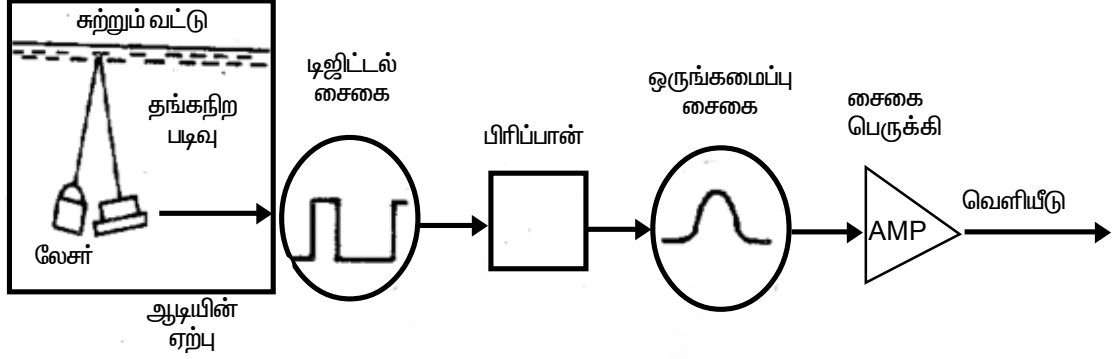 சுற்றும் வட்டு
தங்கநிற
படிவு
லேசர்
ஆடியின்
ஏற்பு
டிஜிட்டல்
சைகை
பிரிப்பான்
ஒருங்கமைப்பு
சைகை
சைகை
பெருக்கி
AMP
வெளியீடு